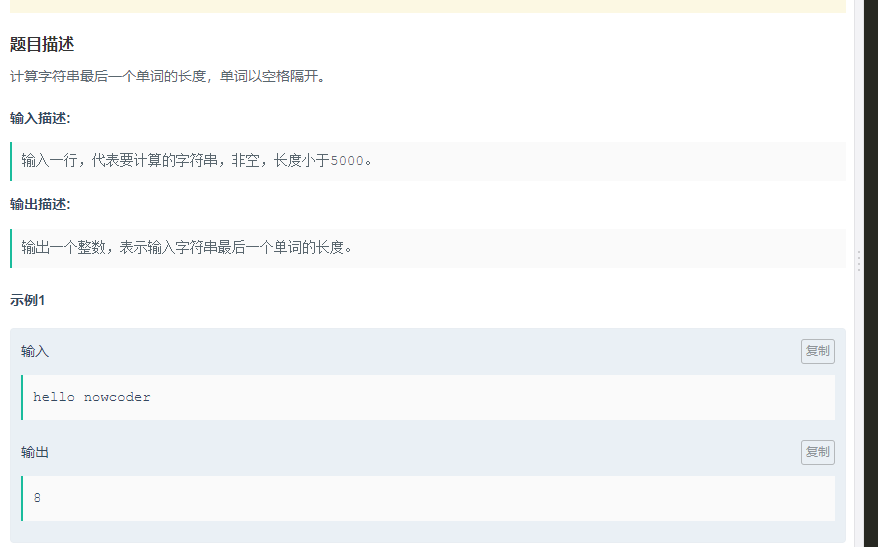 题目描述
计算字符串最后一个单词的长度，单词以空格隔开。
输入描述:
输入一行，代表要计算的字符串，非空，长度小于5000。
输出描述:
输出一个整数，表示输入字符串最后一个单词的长度。
示例1
输入
复制
hello nowcoder
输出
复制
8